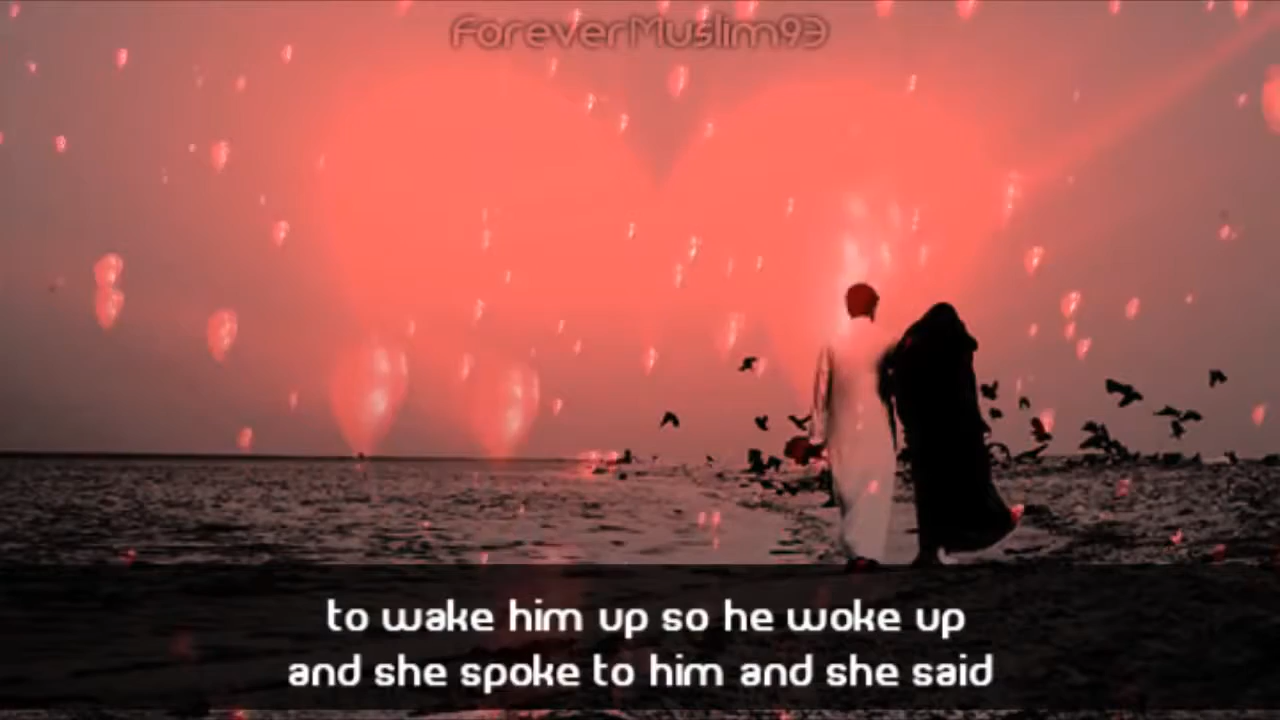 ForeverMuslim93
to wake him up so he woke up
and she spoke to him and she said